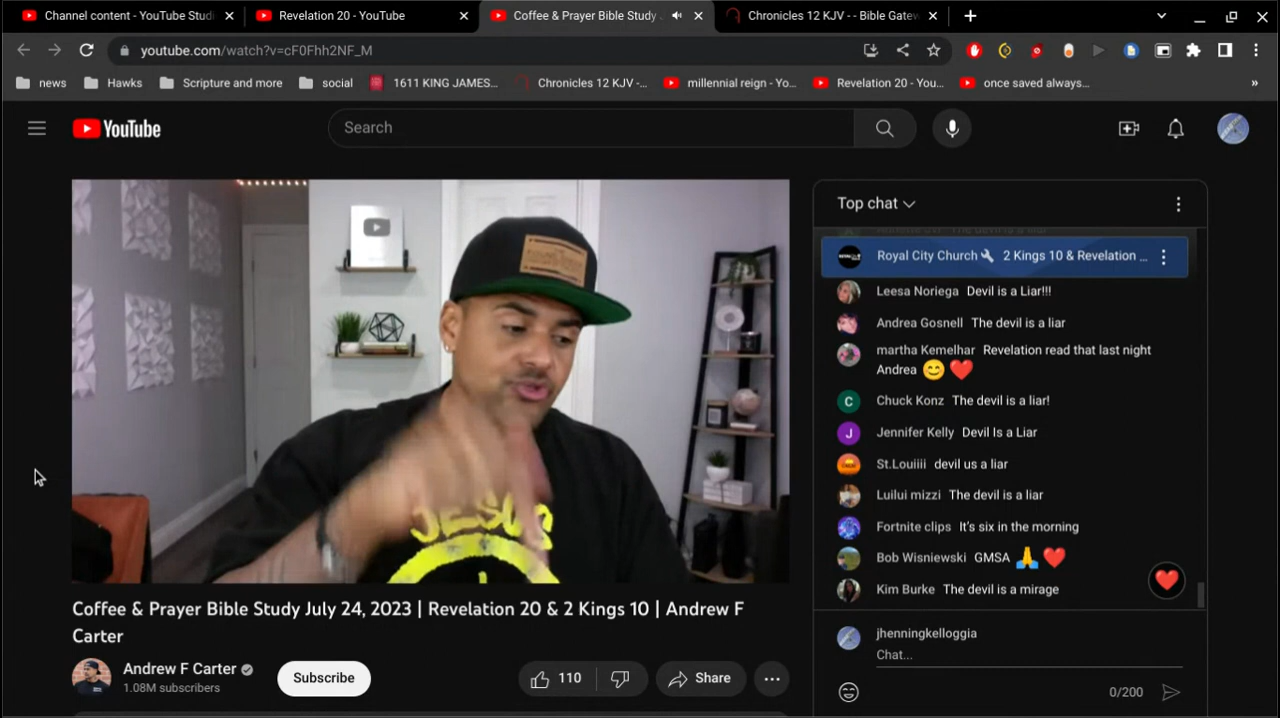 Channel content - YouTube Studi
Revelation 20 - YouTube
Coffee & Prayer Bible Study
Chronicles 12 KJV - - Bible Gatew
youtube.com/watch?v=cF0Fhh2NF_M
news
Hawks
Scripture and more
social
1611 KING JAMES...
Chronicles 12 KJV -...
millennial reign - Yo...
Revelation 20 - You...
once saved always...
»
YouTube
Search
JESUS
Top chat
Royal City Church 2 Kings 10 & Revelation ...
Leesa Noriega Devil is a Liar!!!
Andrea Gosnell The devil is a liar
martha Kemelhar Revelation read that last night
Andrea 😊 ❤️
C
Chuck Konz The devil is a liar!
J
Jennifer Kelly Devil Is a Liar
St.Louiiii devil us a liar
Luilui mizzi The devil is a liar
Fortnite clips It's six in the morning
Bob Wisniewski GMSA 🙏 ❤️
Kim Burke The devil is a mirage
jhenningkelloggia
Chat...
0/200
Coffee & Prayer Bible Study July 24, 2023 | Revelation 20 & 2 Kings 10 | Andrew F
Carter
Andrew F Carter
1.08M subscribers
Subscribe
110
Share